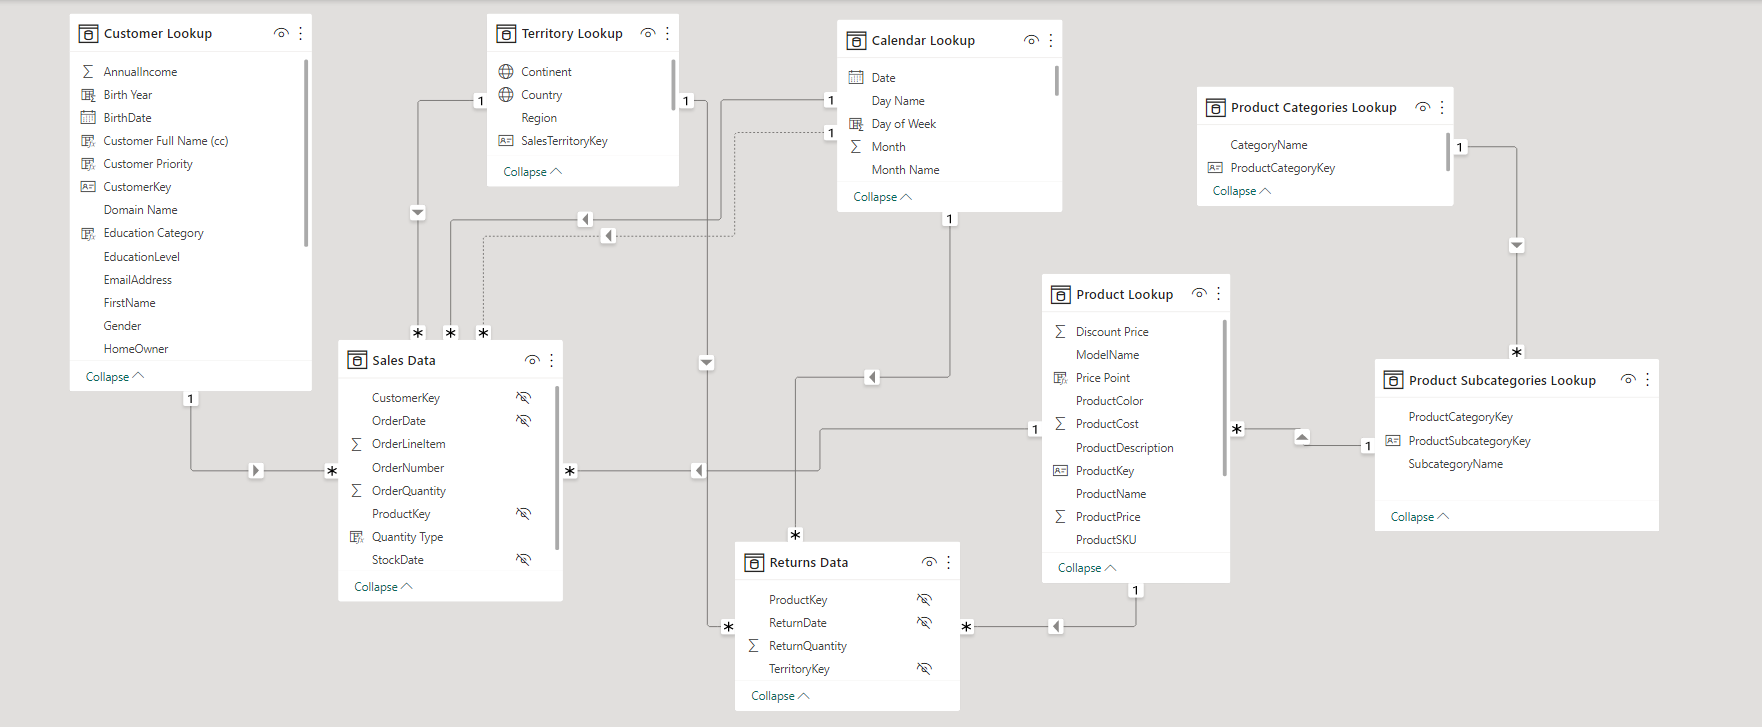 Customer Lookup
AnnualIncome
Birth Year
BirthDate
Customer Full Name (cc)
Customer Priority
CustomerKey
Domain Name
Education Category
EducationLevel
EmailAddress
FirstName
Gender
HomeOwner
Collapse
1
Territory Lookup
Continent
Country
Region
SalesTerritoryKey
Collapse
1
1
Calendar Lookup
Date
Day Name
Day of Week
Month
Month Name
Collapse
1
1
1
Product Categories Lookup
CategoryName
ProductCategoryKey
Collapse
1
* * *
*
Sales Data
CustomerKey
OrderDate
OrderLineItem
OrderNumber
OrderQuantity
ProductKey
Quantity Type
StockDate
Collapse
*
Product Lookup
Discount Price
ModelName
Price Point
ProductColor
ProductCost
ProductDescription
ProductKey
ProductName
ProductPrice
ProductSKU
Collapse
1
*
1
*
Product Subcategories Lookup
ProductCategoryKey
ProductSubcategoryKey
SubcategoryName
Collapse
1
*
Returns Data
ProductKey
ReturnDate
ReturnQuantity
TerritoryKey
Collapse
*
*